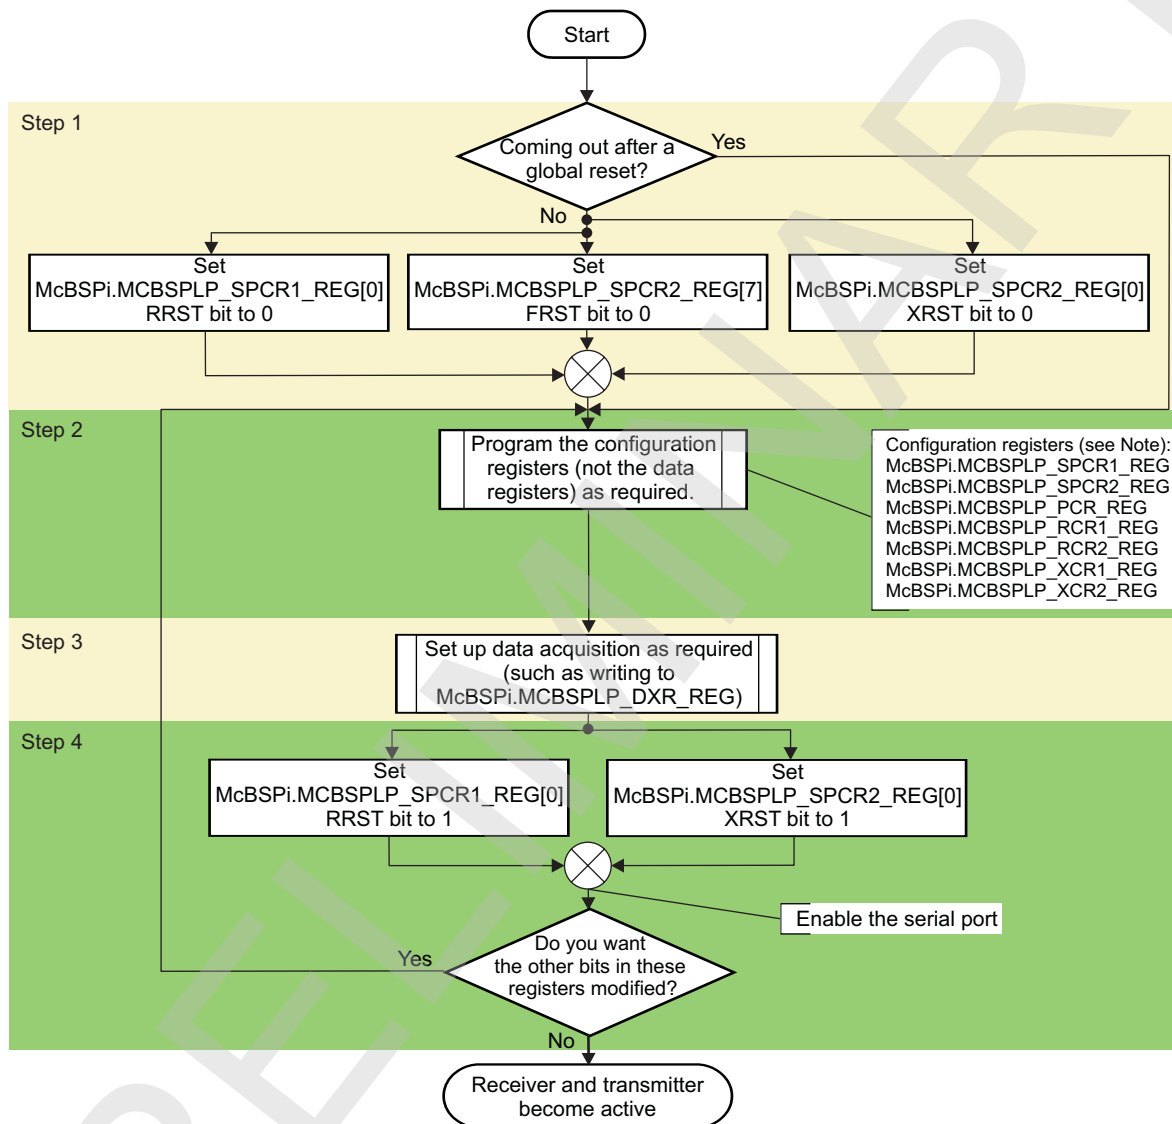 Start
Step 1
Coming out after a
global reset?
Yes
No
Set
McBSPi.MCBSPLP_SPCR1_REG[0]
RRST bit to 0
Set
McBSPi.MCBSPLP_SPCR2_REG[7]
FRST bit to 0
Set
McBSPi.MCBSPLP_SPCR2_REG[0]
XRST bit to 0
Step 2
Program the configuration
registers (not the data
registers) as required.
Configuration registers (see Note):
McBSPi.MCBSPLP_SPCR1_REG
McBSPi.MCBSPLP_SPCR2_REG
McBSPi.MCBSPLP_PCR_REG
McBSPi.MCBSPLP_RCR1_REG
McBSPi.MCBSPLP_RCR2_REG
McBSPi.MCBSPLP_XCR1_REG
McBSPi.MCBSPLP_XCR2_REG
Step 3
Set up data acquisition as required
(such as writing to
McBSPi.MCBSPLP_DXR_REG)
Step 4
Set
McBSPi.MCBSPLP_SPCR1_REG[0]
RRST bit to 1
Set
McBSPi.MCBSPLP_SPCR2_REG[0]
XRST bit to 1
Enable the serial port
Do you want
the other bits in these
registers modified?
Yes
No
Receiver and transmitter
become active
ELIMINAR